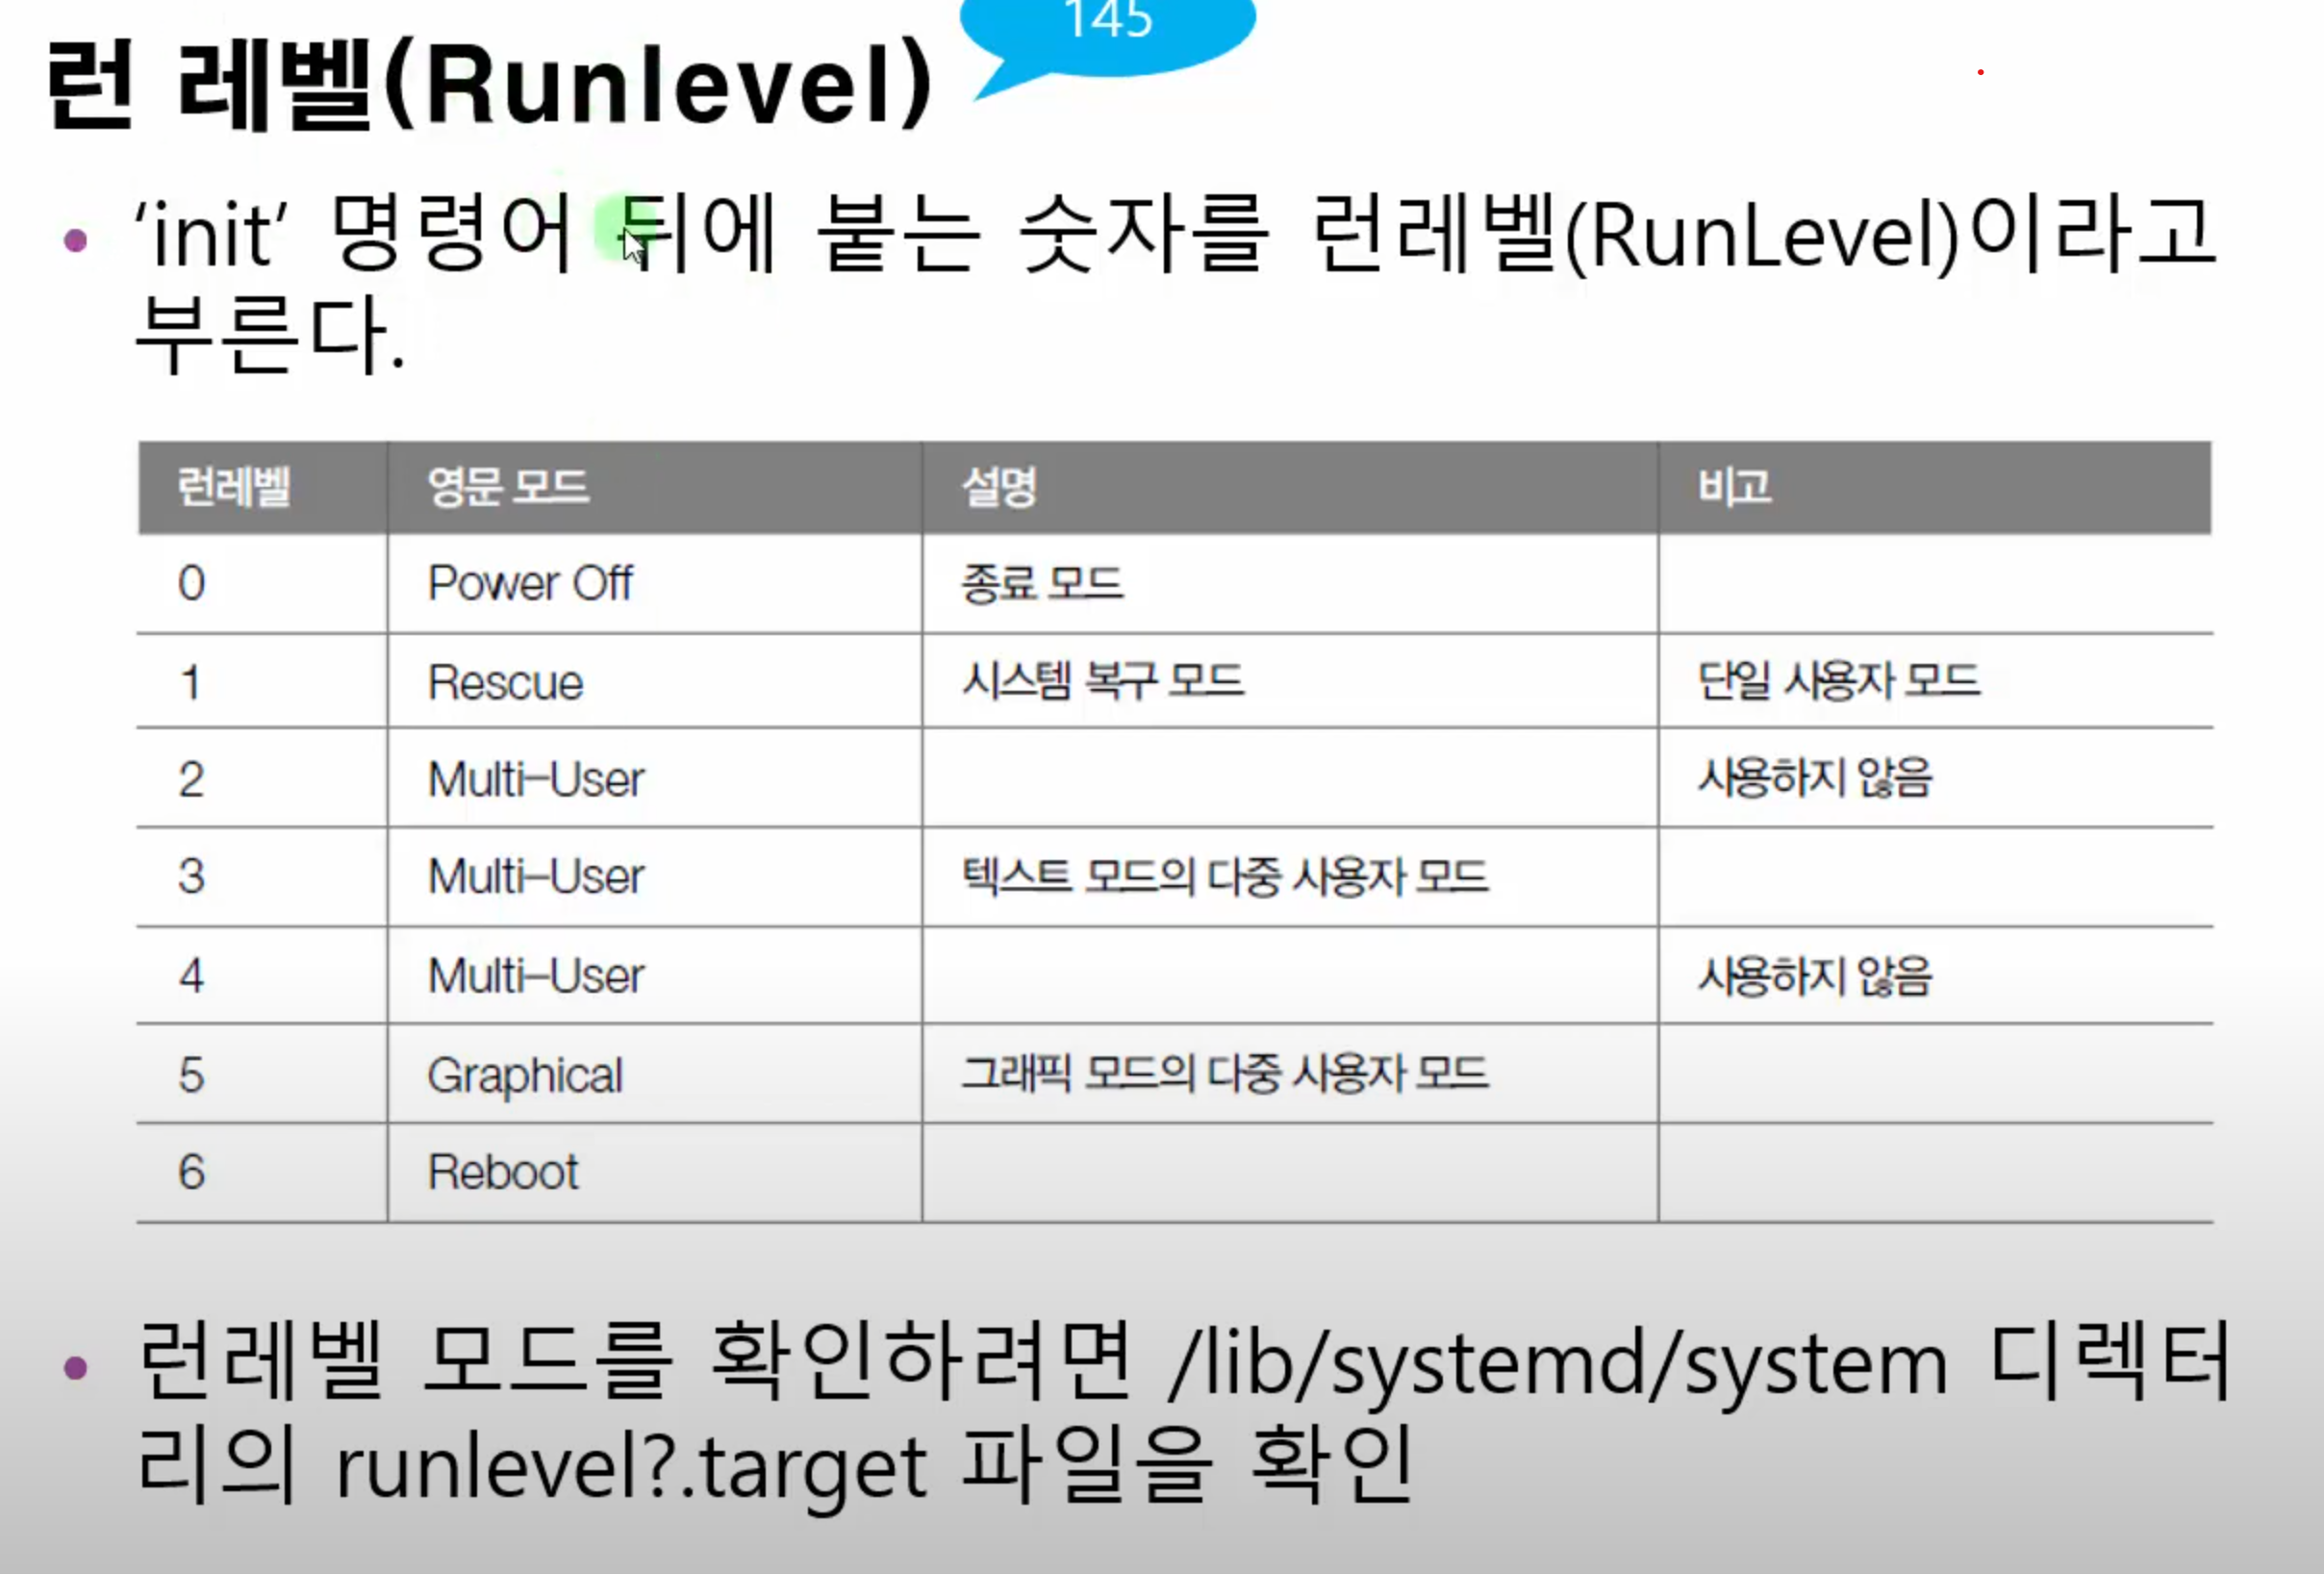 145
런 레벨(Runlevel)
‘init’ 명령어 뒤에 붙는 숫자를 런레벨(RunLevel)이라고
부른다.
런레벨 영문 모드 설명 비고
0 Power Off 종료 모드
1 Rescue 시스템 복구 모드 단일 사용자 모드
2 Multi–User 사용하지 않음
3 Multi–User 텍스트 모드의 다중 사용자 모드
4 Multi–User 사용하지 않음
5 Graphical 그래픽 모드의 다중 사용자 모드
6 Reboot
런레벨 모드를 확인하려면 /lib/systemd/system 디렉터
리의 runlevel?.target 파일을 확인